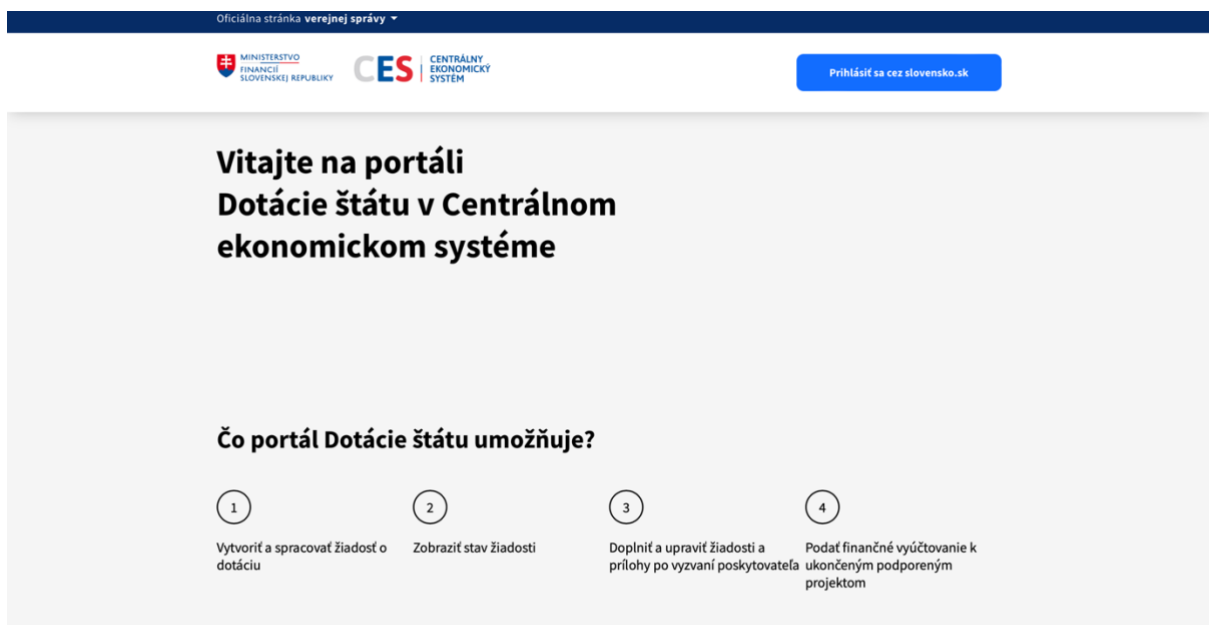 Oficiálna stránka verejnej správy
MINISTERSTVO
FINANCIÍ
SLOVENSKEJ REPUBLIKY
CES
CENTRÁLNY
EKONOMICKÝ
SYSTÉM
Prihlásiť sa cez slovensko.sk
Vitajte na portáli
Dotácie štátu v Centrálnom
ekonomickom systéme
Čo portál Dotácie štátu umožňuje?
1
Vytvoriť a spracovať žiadosť o
dotáciu
2
Zobraziť stav žiadosti
3
Doplniť a upraviť žiadosti a
prílohy po vyzvaní poskytovateľa
4
Podať finančné vyúčtovanie k
ukončeným podporeným
projektom